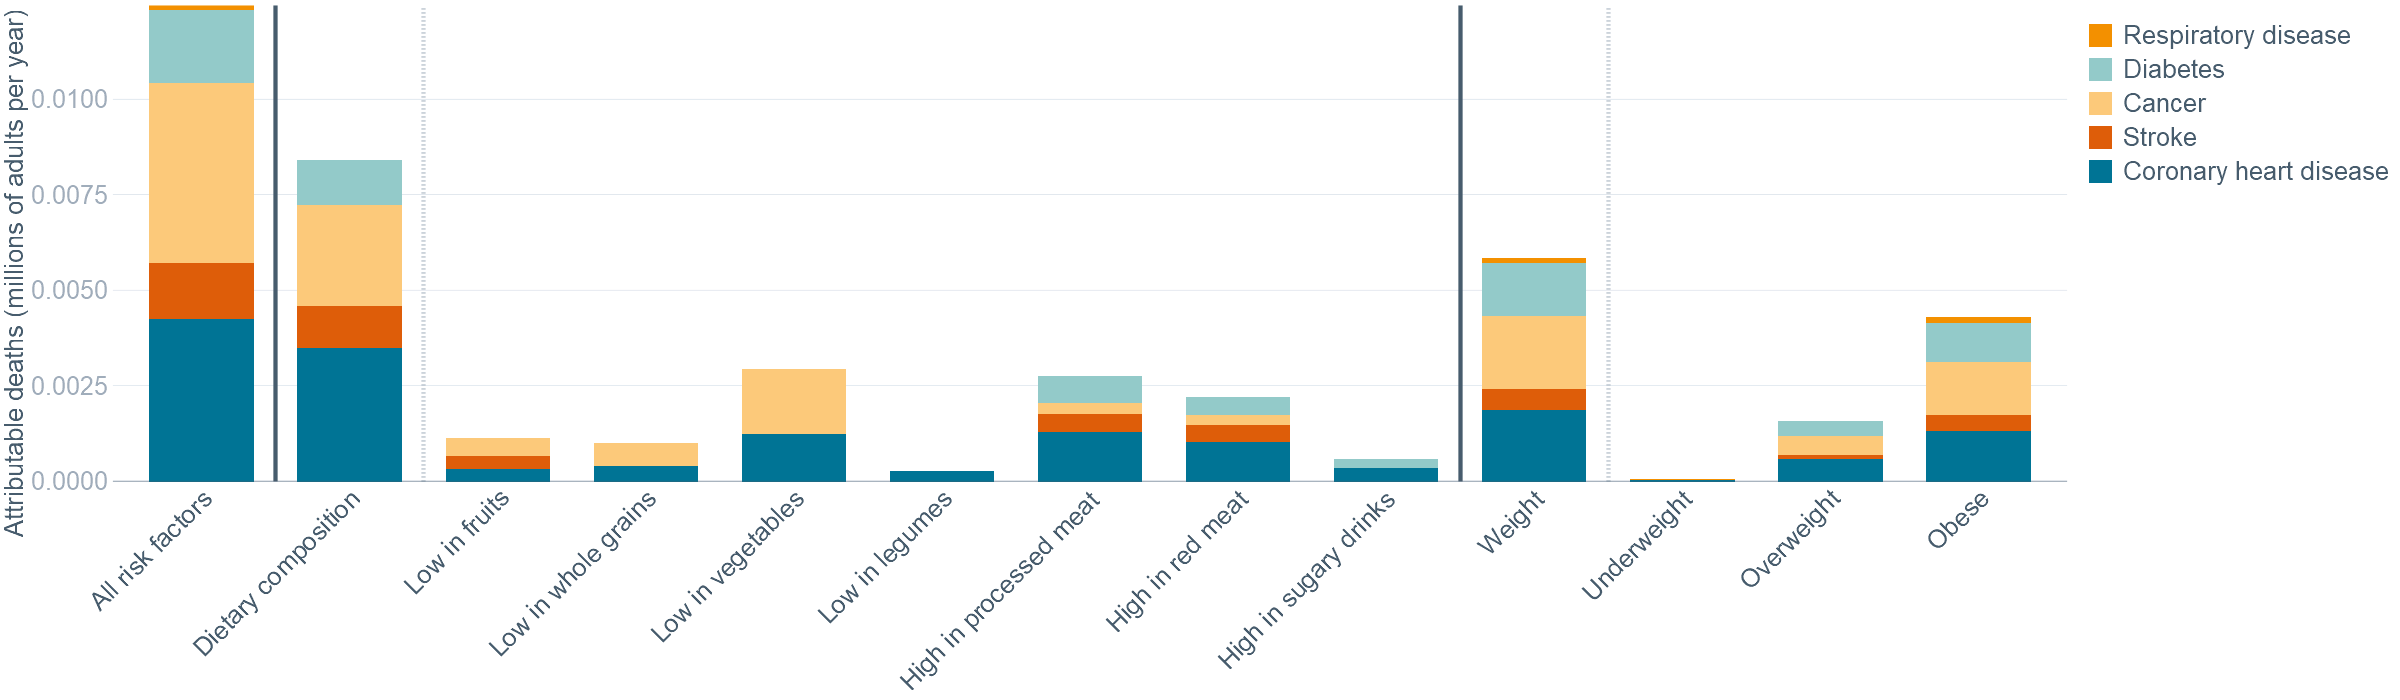 Attributable deaths (millions of adults per year)
0.0100
0.0075
0.0050
0.0025
0.0000
All risk factors
Dietary composition
Low in fruits
Low in whole grains
Low in vegetables
Low in legumes
High in processed meat
High in red meat
High in sugary drinks
Weight
Underweight
Overweight
Obese
Respiratory disease
Diabetes
Cancer
Stroke
Coronary heart disease